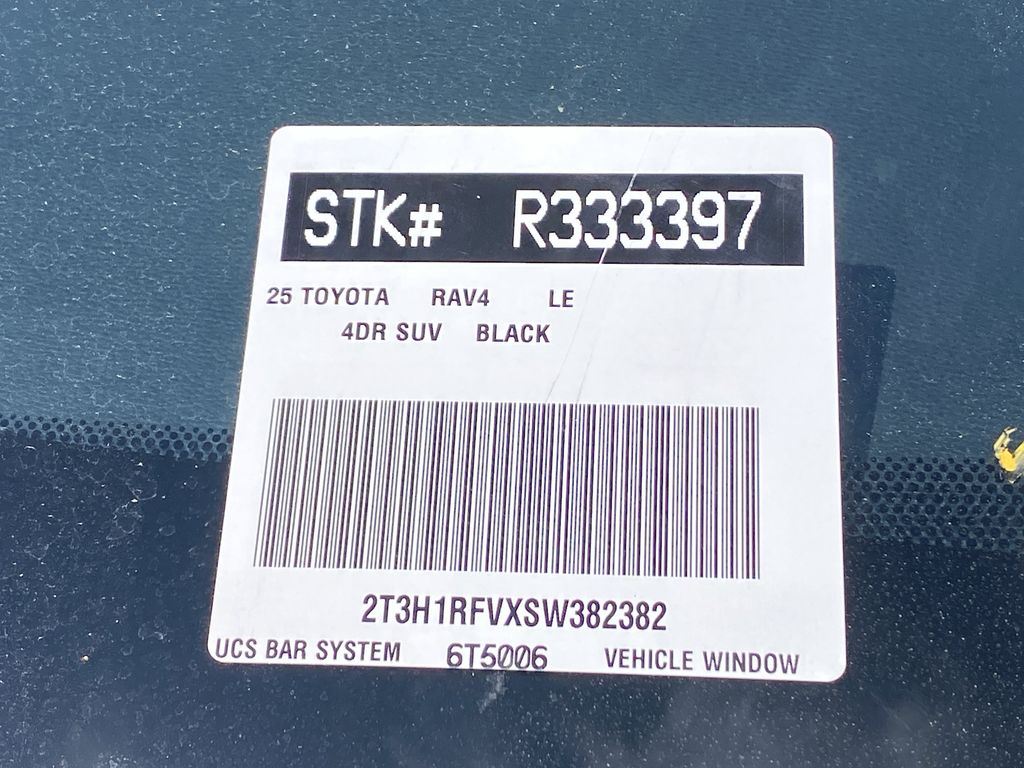 STK# R333397
25 TOYOTA RAV4 LE
4DR SUV BLACK
2T3H1RFVXSW382382
UCS BAR SYSTEM 6T5006 VEHICLE WINDOW